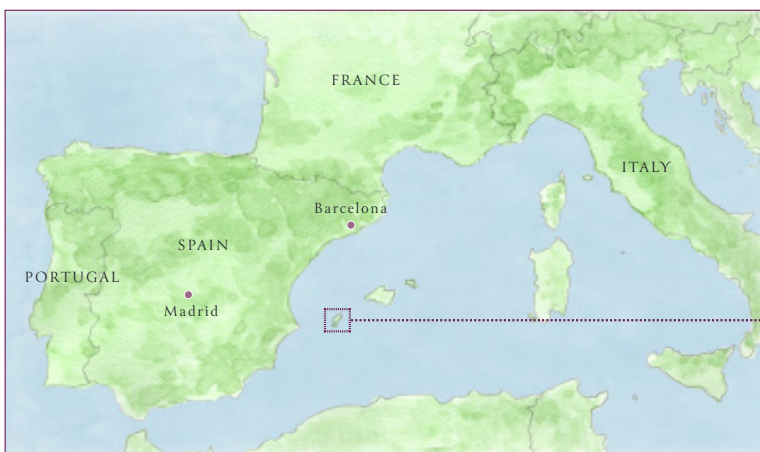 FRANCE
ITALY
Barcelona
SPAIN
PORTUGAL
Madrid